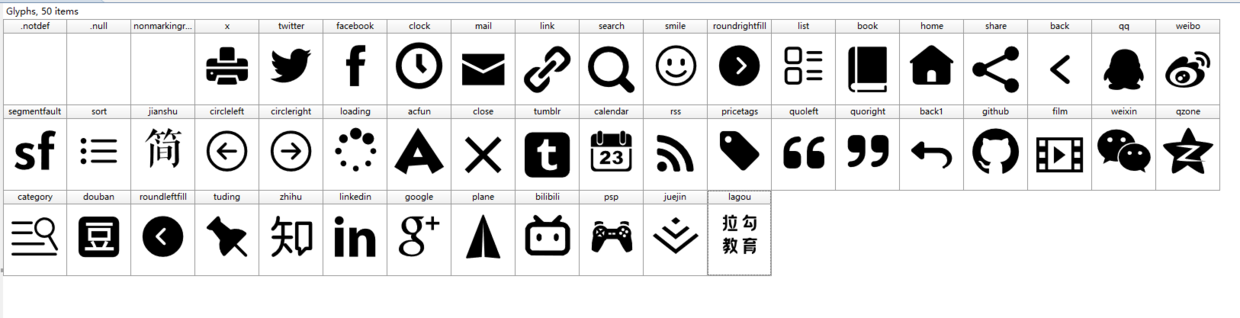 Glyphs, 50 items
.notdef .null nonmarkingr... x twitter facebook clock mail link search smile roundrightfill list book home share back qq weibo
segmentfault sort jianshu circleleft circleright loading acfun close tumblr calendar rss pricetags quoleft quoright back1 github film weixin qzone
sf 简 t 23
category douban roundleftfill tuding zhihu linkedin google plane bilibili psp juejin lagou
豆 知 in g+ 拉勾
教育